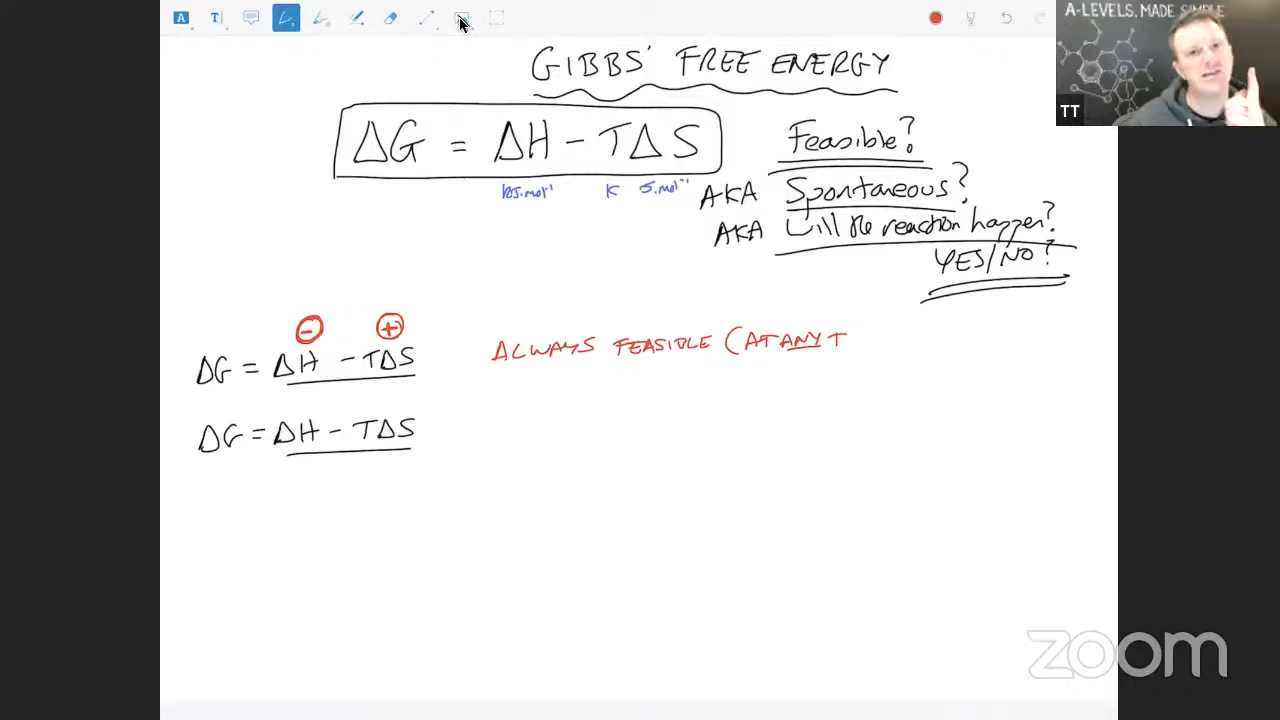 A-LEVELS, MADE SIMPLE
TT
GIBBS' FREE ENERGY
ΔG = ΔH - TΔS
kJ.mol⁻¹ K J.mol⁻¹
Feasible?
AKA Spontaneous?
AKA Will the reaction happen?
YES/NO?
- +
ΔG = ΔH - TΔS
ALWAYS FEASIBLE (AT ANY T
ΔG = ΔH - TΔS
zoom